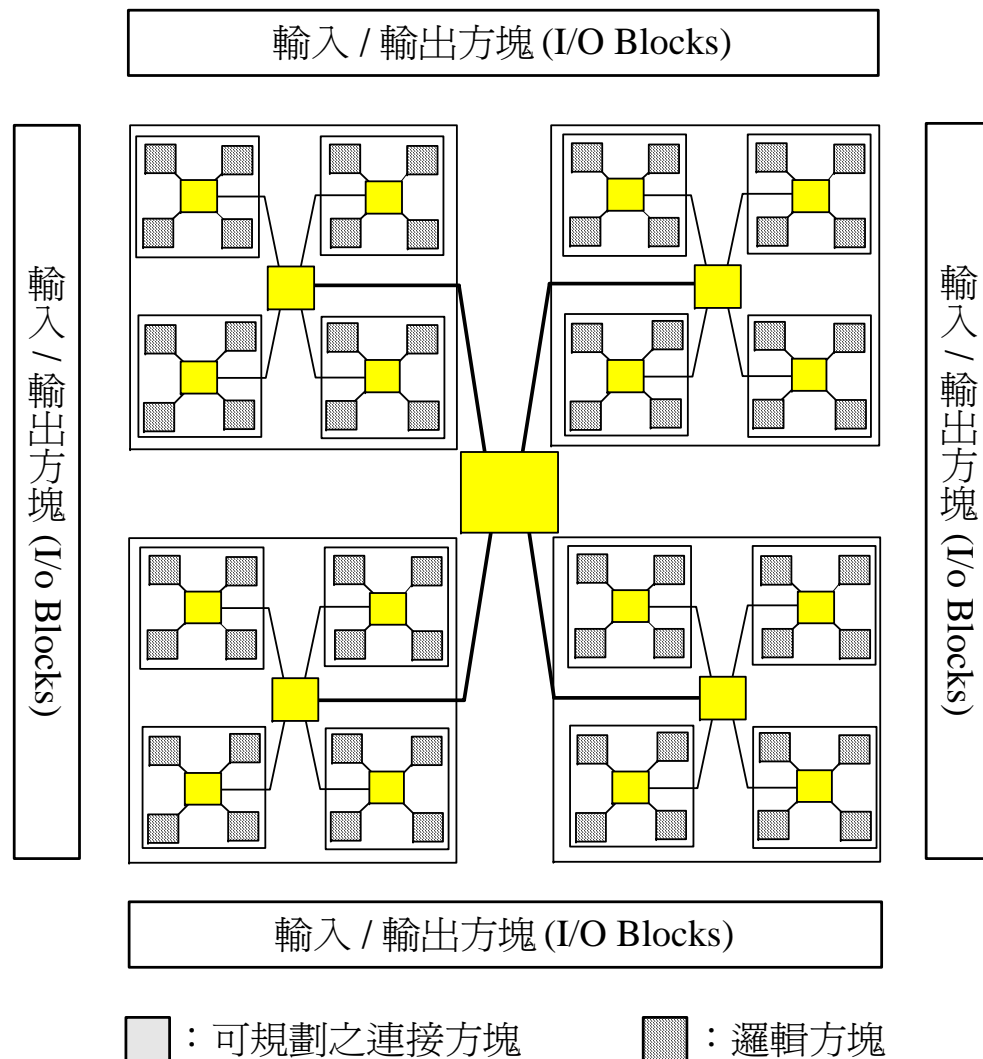 輸入 / 輸出方塊 (I/O Blocks)
輸入 / 輸出方塊 (I/o Blocks)
輸入 / 輸出方塊 (I/o Blocks)
輸入 / 輸出方塊 (I/O Blocks)
：可規劃之連接方塊
：邏輯方塊